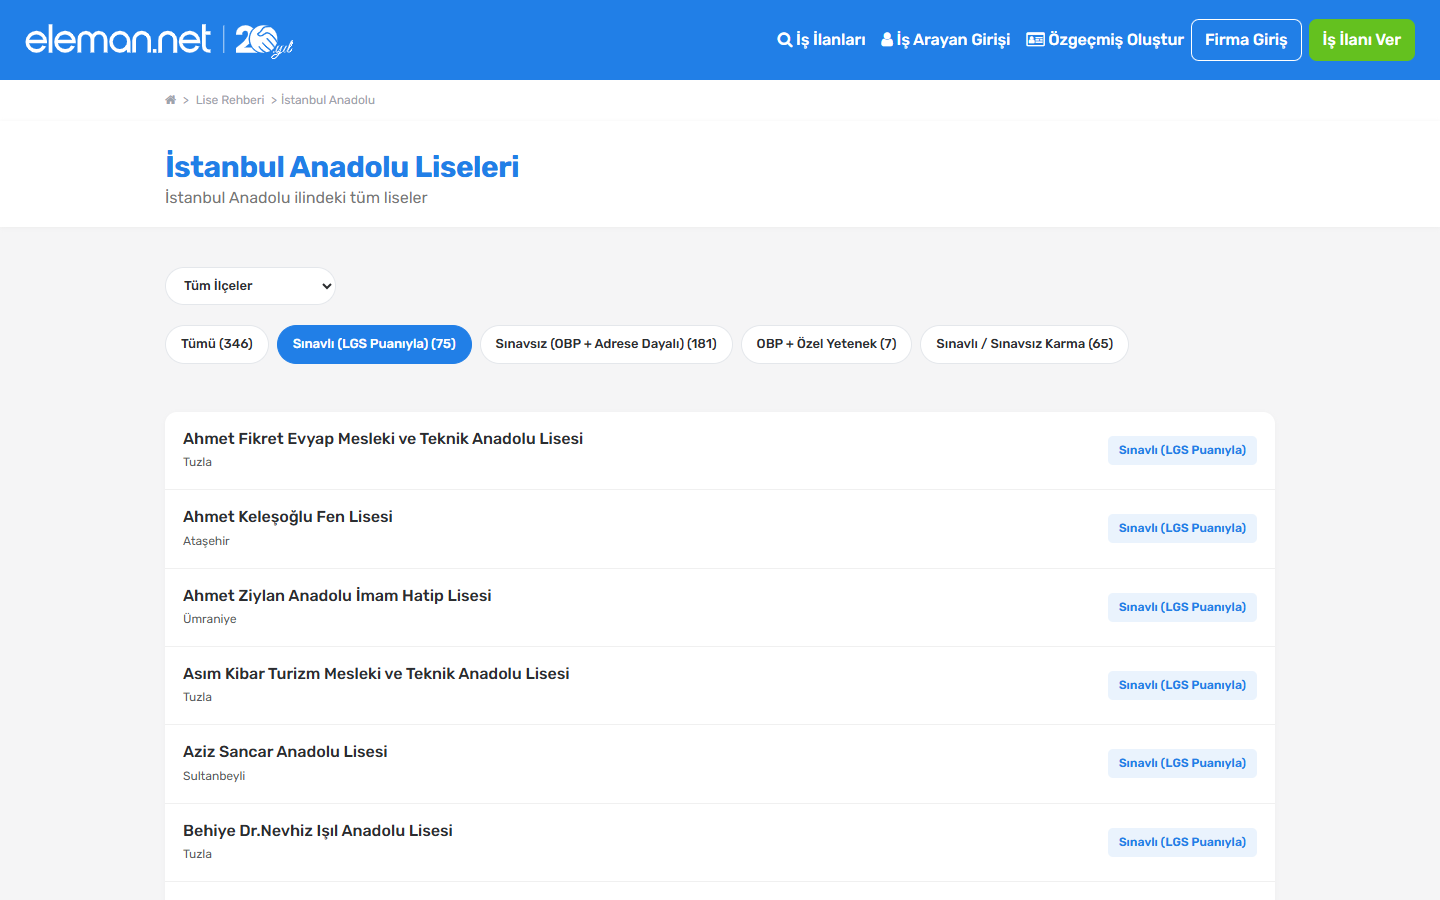 eleman.net | 20 yıl
İş İlanları İş Arayan Girişi Özgeçmiş Oluştur Firma Giriş İş İlanı Ver
> Lise Rehberi > İstanbul Anadolu
İstanbul Anadolu Liseleri
İstanbul Anadolu ilindeki tüm liseler
Tüm İlçeler
Tümü (346) Sınavlı (LGS Puanıyla) (75) Sınavsız (OBP + Adrese Dayalı) (181) OBP + Özel Yetenek (7) Sınavlı / Sınavsız Karma (65)
Ahmet Fikret Evyap Mesleki ve Teknik Anadolu Lisesi
Tuzla
Sınavlı (LGS Puanıyla)
Ahmet Keleşoğlu Fen Lisesi
Ataşehir
Sınavlı (LGS Puanıyla)
Ahmet Ziylan Anadolu İmam Hatip Lisesi
Ümraniye
Sınavlı (LGS Puanıyla)
Asım Kibar Turizm Mesleki ve Teknik Anadolu Lisesi
Tuzla
Sınavlı (LGS Puanıyla)
Aziz Sancar Anadolu Lisesi
Sultanbeyli
Sınavlı (LGS Puanıyla)
Behiye Dr.Nevhiz Işıl Anadolu Lisesi
Tuzla
Sınavlı (LGS Puanıyla)